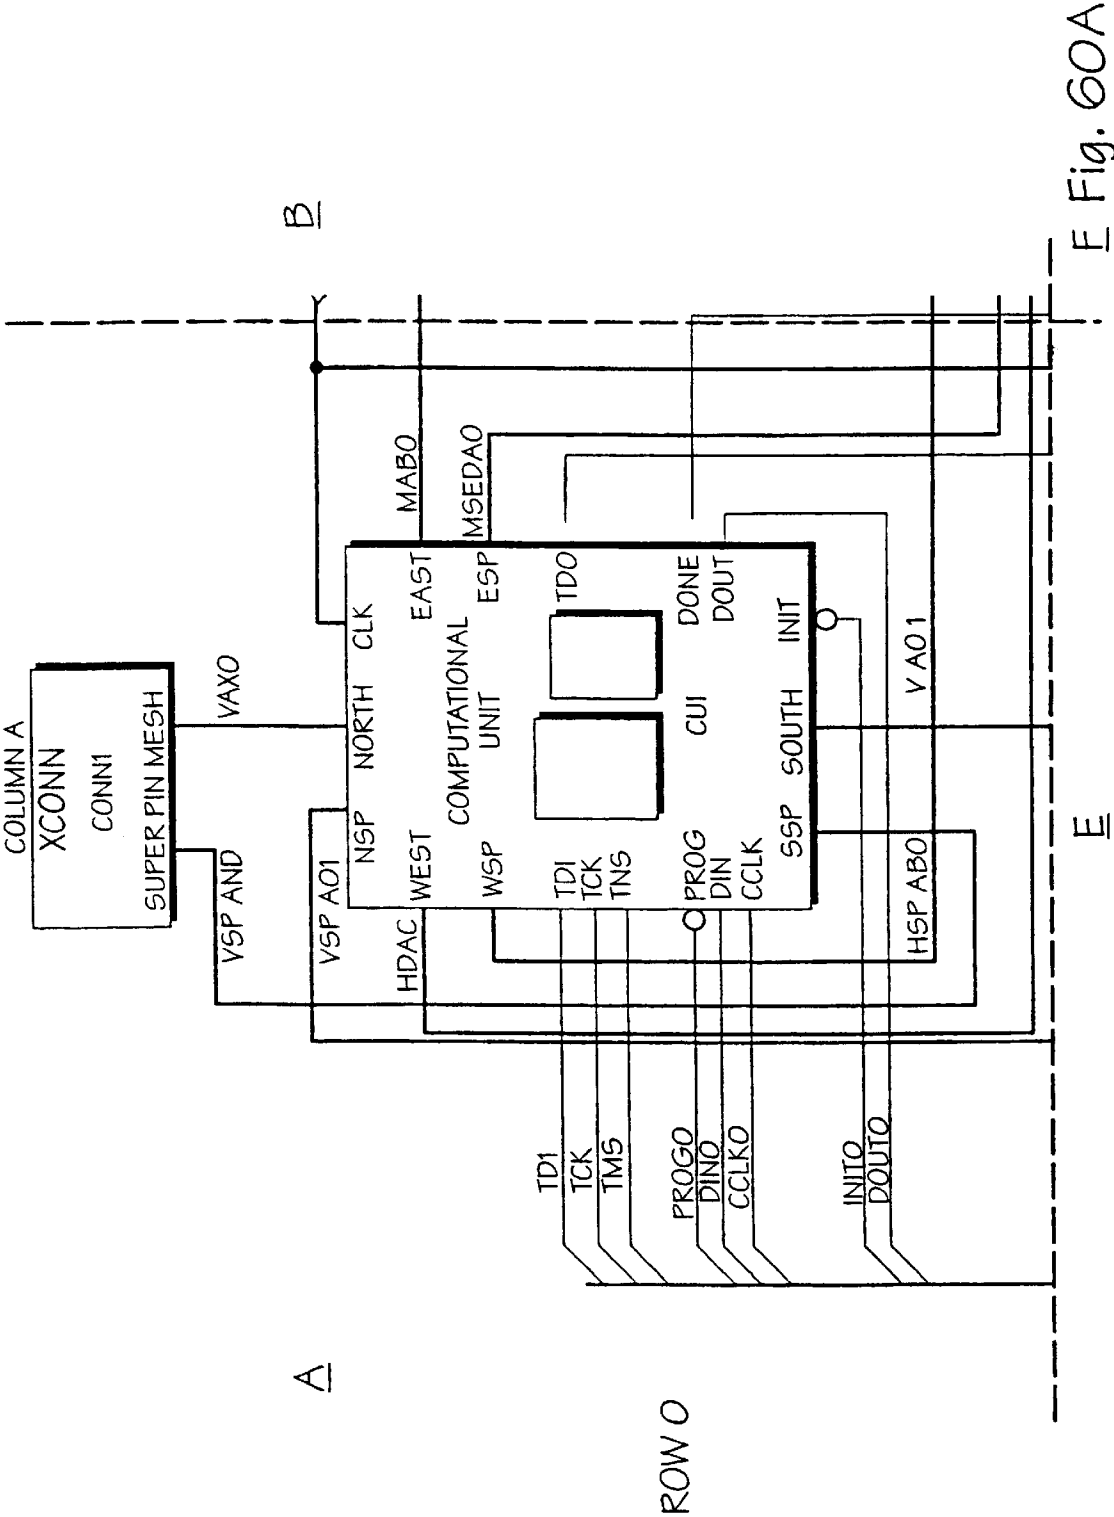 COLUMN A
XCONN
CONN1
SUPER PIN MESH
VSP AND
VAXO
VSP A01
NSP
NORTH
CLK
HDAC
WEST
EAST
MABO
COMPUTATIONAL
UNIT
WSP
ESP
MSEDAO
TDI
TCK
TNS
TDO
TD1
TCK
TMS
PROG
DIN
CCLK
CUI
DONE
DOUT
PROGO
DINO
CCLKO
SSP
SOUTH
INIT
INITO
DOUTO
HSP ABO
V A01
A
B
ROW O
E
F
Fig. 60A